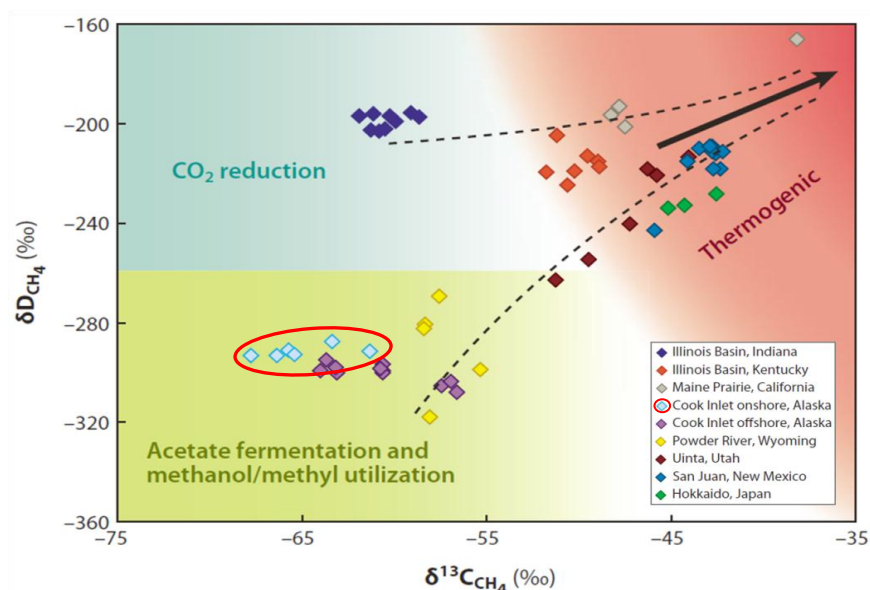 −160
−200
−240
−280
−320
−360
δD_CH4 (‰)
CO2 reduction
Thermogenic
Acetate fermentation and
methanol/methyl utilization
Illinois Basin, Indiana
Illinois Basin, Kentucky
Maine Prairie, California
Cook Inlet onshore, Alaska
Cook Inlet offshore, Alaska
Powder River, Wyoming
Uinta, Utah
San Juan, New Mexico
Hokkaido, Japan
−75 −65 −55 −45 −35
δ13C_CH4 (‰)